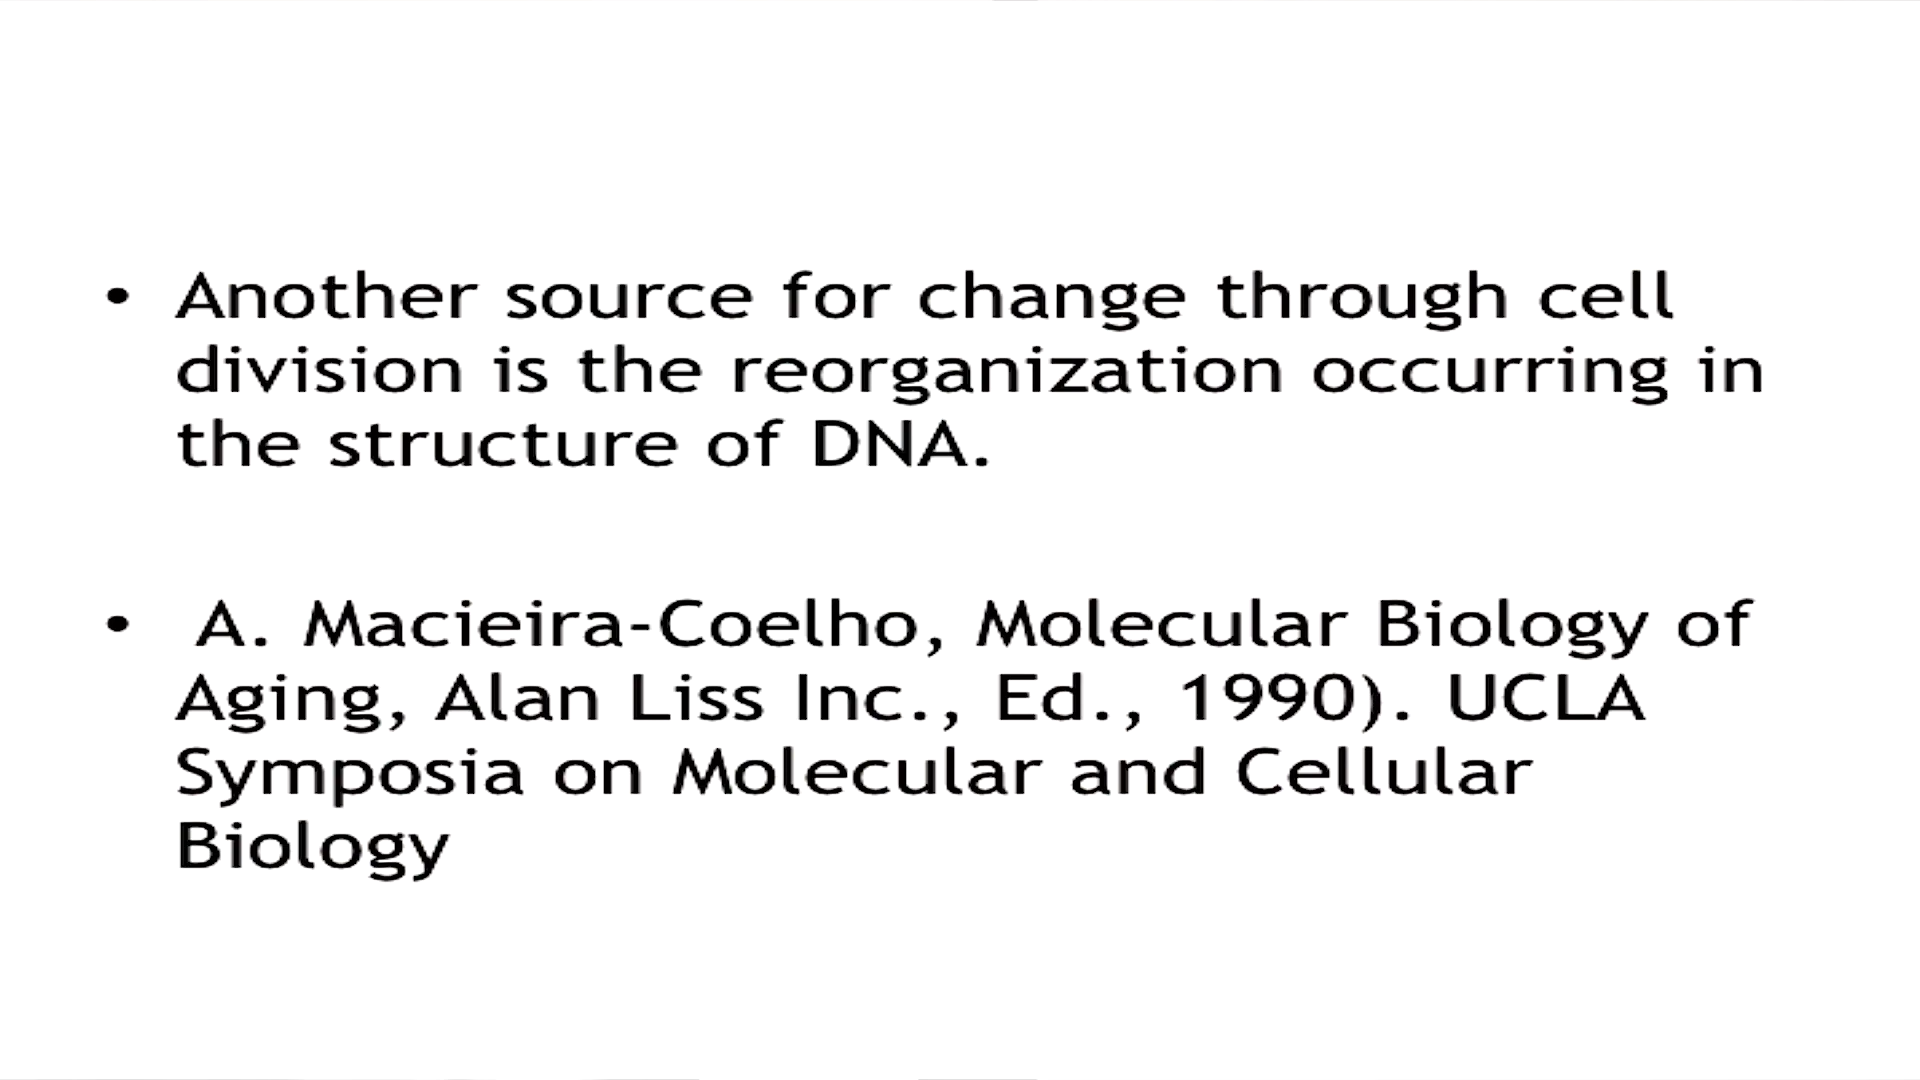 • Another source for change through cell
division is the reorganization occurring in
the structure of DNA.
• A. Macieira-Coelho, Molecular Biology of
Aging, Alan Liss Inc., Ed., 1990). UCLA
Symposia on Molecular and Cellular
Biology